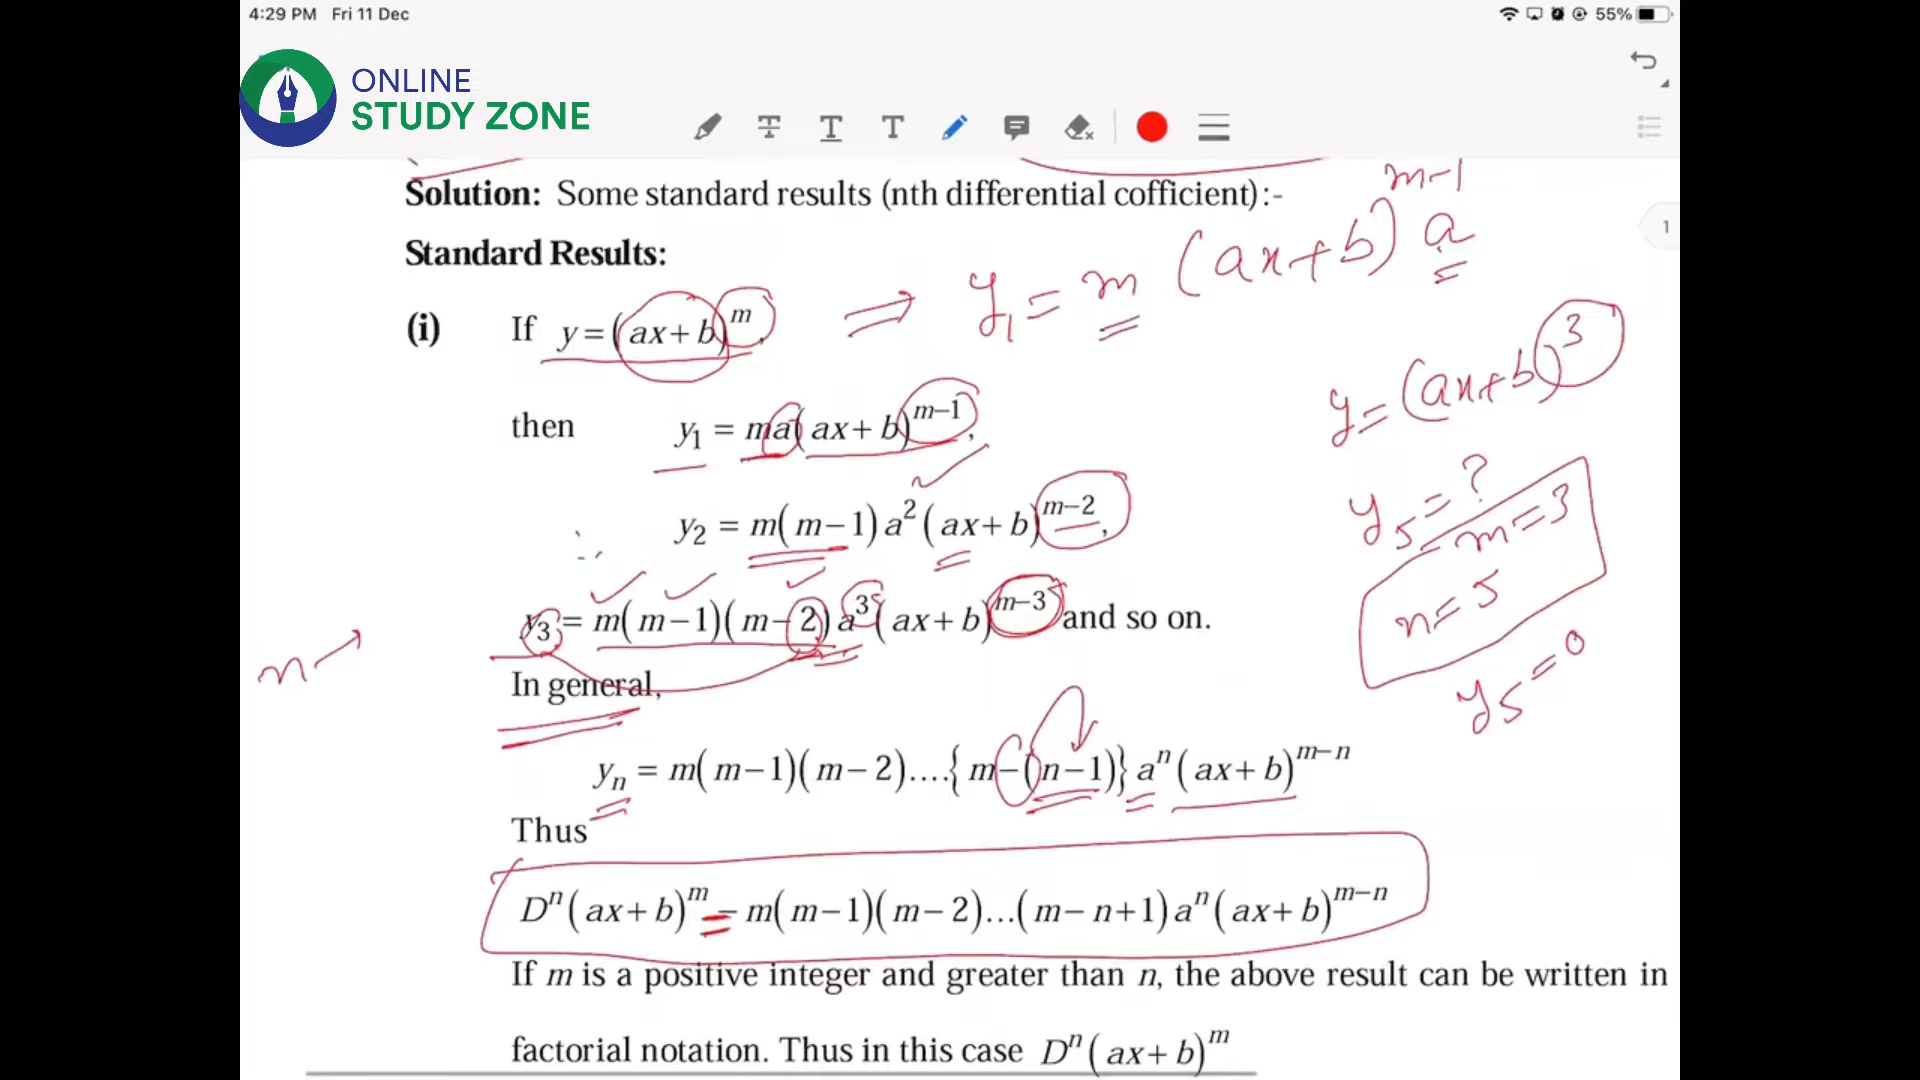 4:29 PM Fri 11 Dec 55%
ONLINE
STUDY ZONE
1
Solution: Some standard results (nth differential cofficient) :-
Standard Results:
⇒ y₁ = m (ax+b)^{m-1} a
(i) If y = (ax+b)^m,
y = (ax+b)^3
then y₁ = ma(ax+b)^{m-1},
y₂ = m(m-1)a²(ax+b)^{m-2},
y₅ = ?
m = 3
n = 5
y₅ = 0
y₃ = m(m-1)(m-2)a³(ax+b)^{m-3} and so on.
n →
In general,
yₙ = m(m-1)(m-2)....{m-(n-1)}aⁿ(ax+b)^{m-n}
Thus
Dⁿ(ax+b)^m = m(m-1)(m-2)...(m-n+1)aⁿ(ax+b)^{m-n}
If m is a positive integer and greater than n, the above result can be written in
factorial notation. Thus in this case Dⁿ(ax+b)^m